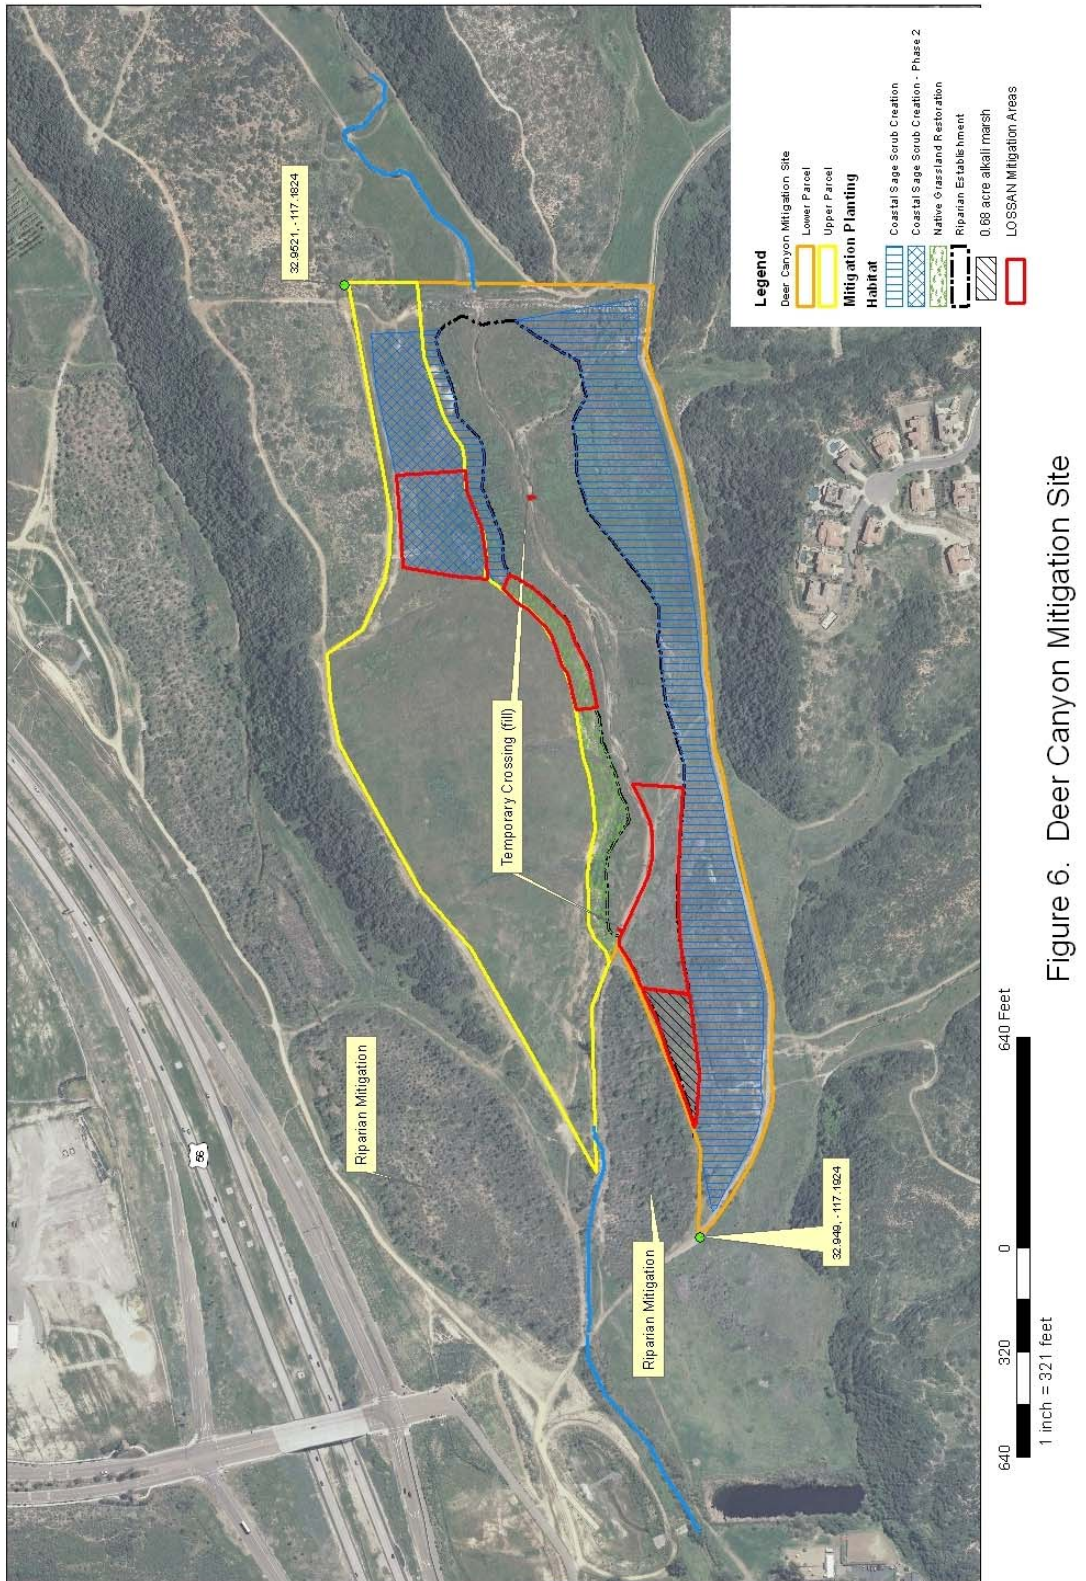 32.9521, -117.1824
Temporary Crossing (fill)
Riparian Mitigation
56
Riparian Mitigation
32.949, -117.1924
Legend
Deer Canyon Mitigation Site
Lower Parcel
Upper Parcel
Mitigation Planting
Habitat
Coastal Sage Scrub Creation
Coastal Sage Scrub Creation - Phase 2
Native Grassland Restoration
Riparian Establishment
0.68 acre alkali marsh
LOSSAN Mitigation Areas
640 320 0 640 Feet
1 inch = 321 feet
Figure 6. Deer Canyon Mitigation Site